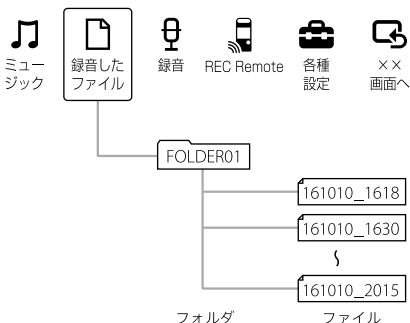 ミュー
ジック
録音した
ファイル
録音
REC Remote
各種
設定
××
画面へ
FOLDER01
161010_1618
161010_1630
～
161010_2015
フォルダ
ファイル